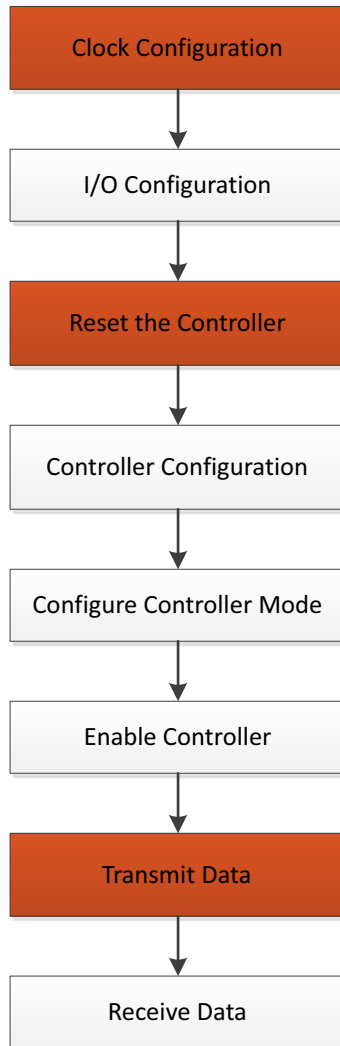 Clock Configuration
I/O Configuration
Reset the Controller
Controller Configuration
Configure Controller Mode
Enable Controller
Transmit Data
Receive Data